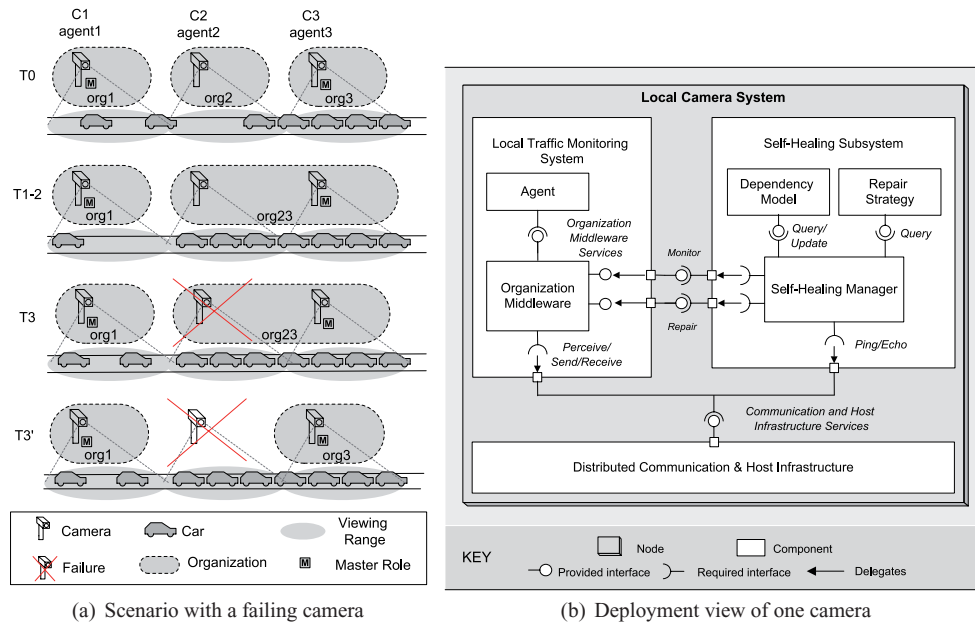 C1
agent1
C2
agent2
C3
agent3
T0
M
M
org1
org2
org3
T1-2
M
M
org1
org23
T3
M
M
org1
org23
T3'
M
M
org1
org3
Camera
Car
Viewing
Range
Failure
Organization
M
Master Role
(a) Scenario with a failing camera
Local Camera System
Local Traffic Monitoring
System
Agent
Organization
Middleware
Services
Organization
Middleware
Perceive/
Send/Receive
Monitor
Repair
Self-Healing Subsystem
Dependency
Model
Repair
Strategy
Query/
Update
Query
Self-Healing Manager
Ping/Echo
Communication and Host
Infrastructure Services
Distributed Communication & Host Infrastructure
KEY
Node
Component
Provided interface
Required interface
Delegates
(b) Deployment view of one camera